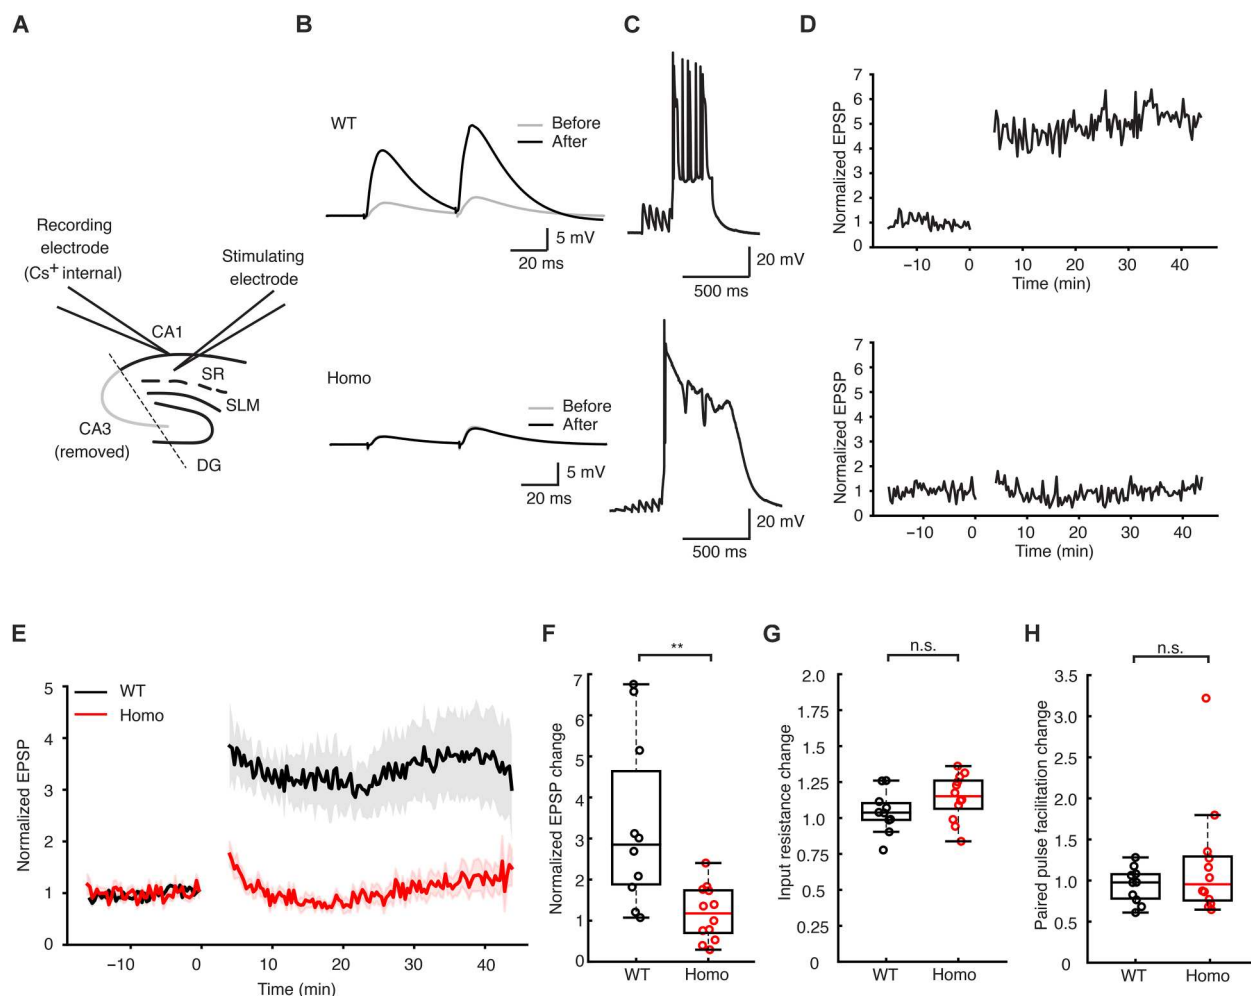 A
B
C
D
WT
Before
After
5 mV
20 ms
20 mV
500 ms
Normalized EPSP
7
6
5
4
3
2
1
0
−10
0
10
20
30
40
Time (min)
Recording
electrode
(Cs+ internal)
Stimulating
electrode
CA1
SR
SLM
CA3
(removed)
DG
Homo
Before
After
5 mV
20 ms
20 mV
500 ms
Normalized EPSP
7
6
5
4
3
2
1
0
−10
0
10
20
30
40
Time (min)
E
WT
Homo
Normalized EPSP
5
4
3
2
1
0
−10
0
10
20
30
40
Time (min)
F
**
Normalized EPSP change
7
6
5
4
3
2
1
0
WT
Homo
G
n.s.
Input resistance change
2.0
1.75
1.5
1.25
1.0
0.75
0.5
0.25
0
WT
Homo
H
n.s.
Paired pulse facilitation change
3.5
3.0
2.5
2.0
1.5
1.0
0.5
0
WT
Homo